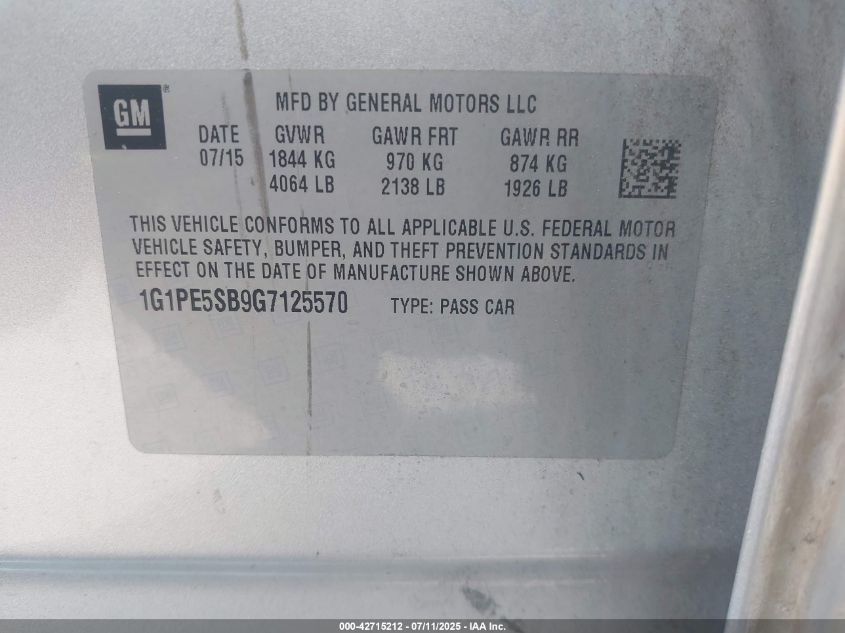 GM ®
MFD BY GENERAL MOTORS LLC
DATE GVWR GAWR FRT GAWR RR
07/15 1844 KG 970 KG 874 KG
4064 LB 2138 LB 1926 LB
THIS VEHICLE CONFORMS TO ALL APPLICABLE U.S. FEDERAL MOTOR
VEHICLE SAFETY, BUMPER, AND THEFT PREVENTION STANDARDS IN
EFFECT ON THE DATE OF MANUFACTURE SHOWN ABOVE.
1G1PE5SB9G7125570 TYPE: PASS CAR
000-42715212 - 07/11/2025 - IAA Inc.